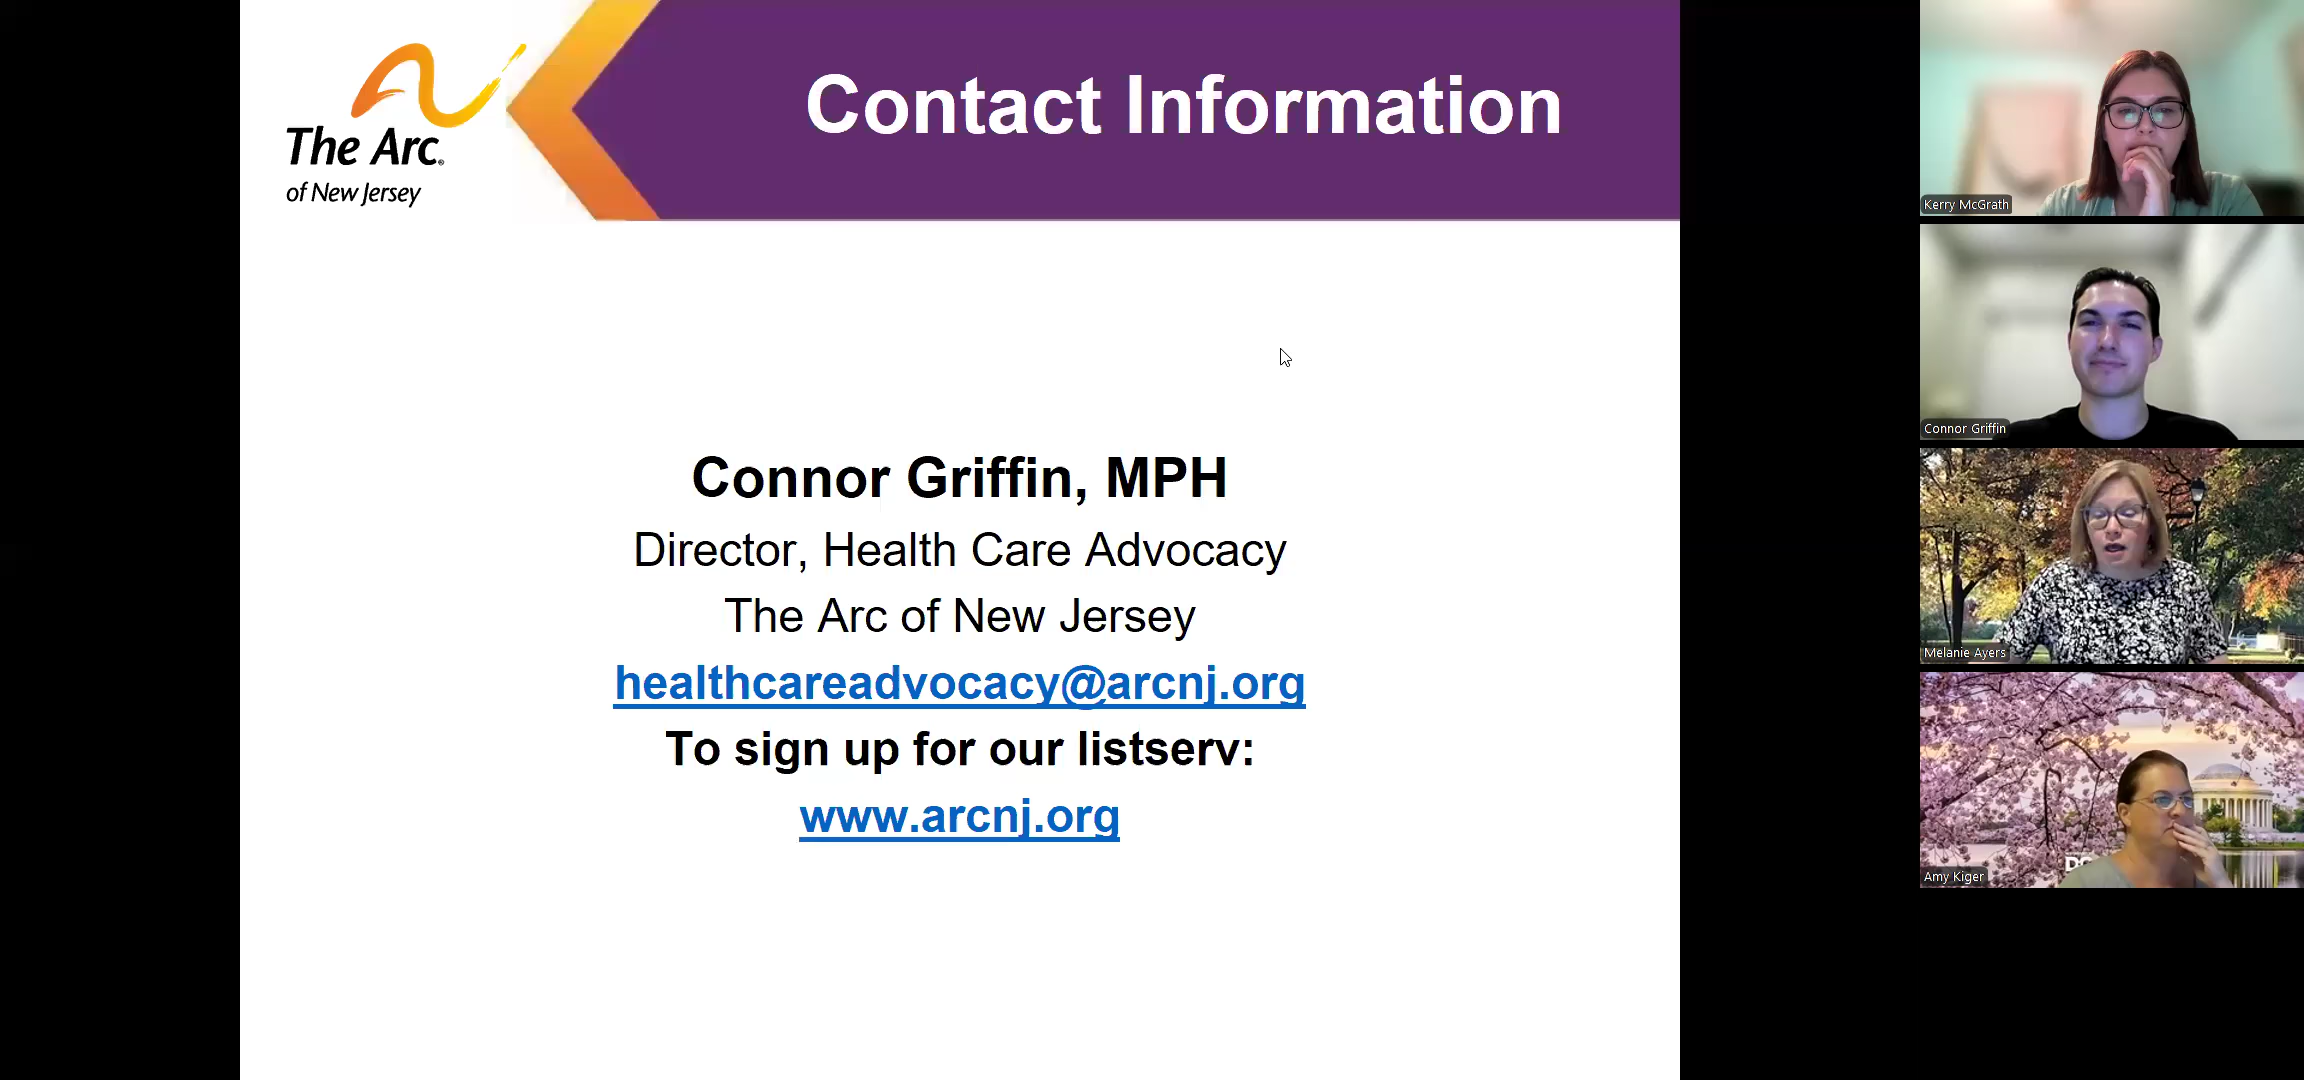 The Arc®
of New Jersey
Contact Information
Connor Griffin, MPH
Director, Health Care Advocacy
The Arc of New Jersey
healthcareadvocacy@arcnj.org
To sign up for our listserv:
www.arcnj.org
Kerry McGrath
Connor Griffin
Melanie Ayers
Amy Kiger